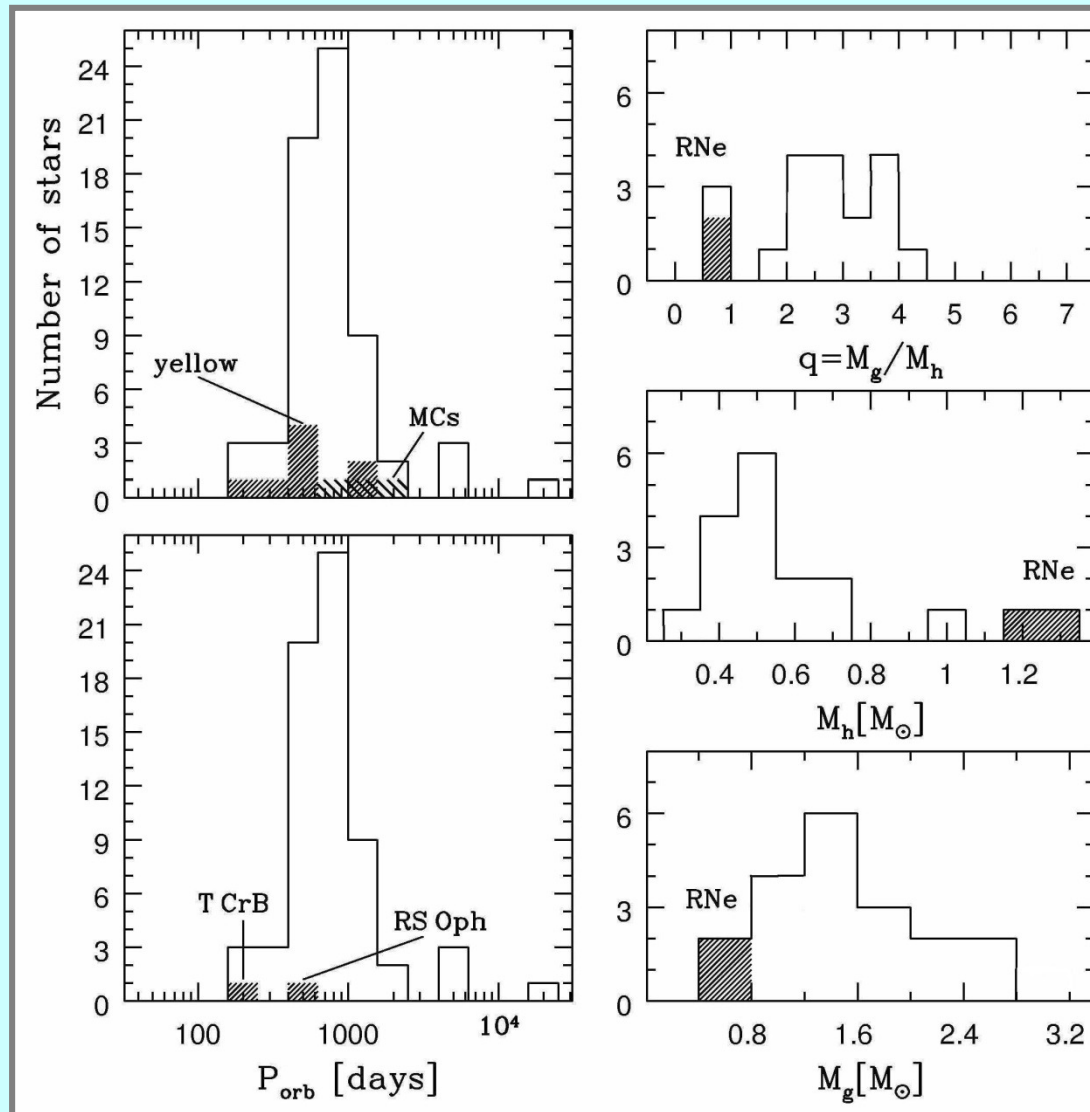 Number of stars
24
21
18
15
12
9
6
3
0
yellow
MCs
24
21
18
15
12
9
6
3
0
T CrB
RS Oph
100
1000
10⁴
P_orb [days]
6
3
0
RNe
0 1 2 3 4 5 6 7
q=M_g/M_h
6
3
0
RNe
0.4 0.6 0.8 1 1.2
M_h[M_⊙]
6
3
0
RNe
0.8 1.6 2.4 3.2
M_g[M_⊙]